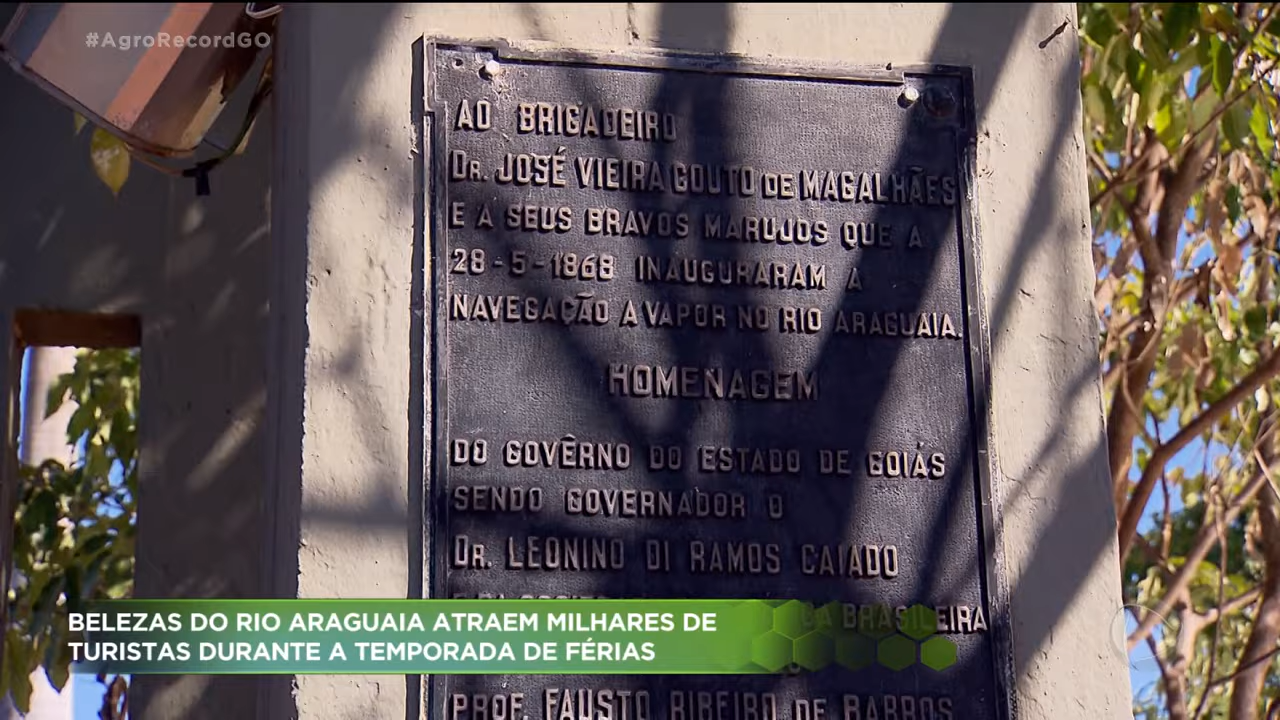 #AgroRecordGO
AO BRIGADEIRO
DR. JOSÉ VIEIRA COUTO DE MAGALHÃES
E A SEUS BRAVOS MARUJOS QUE A
28-5-1868 INAUGURARAM A
NAVEGAÇÃO A VAPOR NO RIO ARAGUAIA.
HOMENAGEM
DO GOVÊRNO DO ESTADO DE GOIÁS
SENDO GOVERNADOR O
DR. LEONINO DI RAMOS CAIADO
BRASILEIRA
BELEZAS DO RIO ARAGUAIA ATRAEM MILHARES DE
TURISTAS DURANTE A TEMPORADA DE FÉRIAS
PROF. FAUSTO RIBEIRO DE BARROS